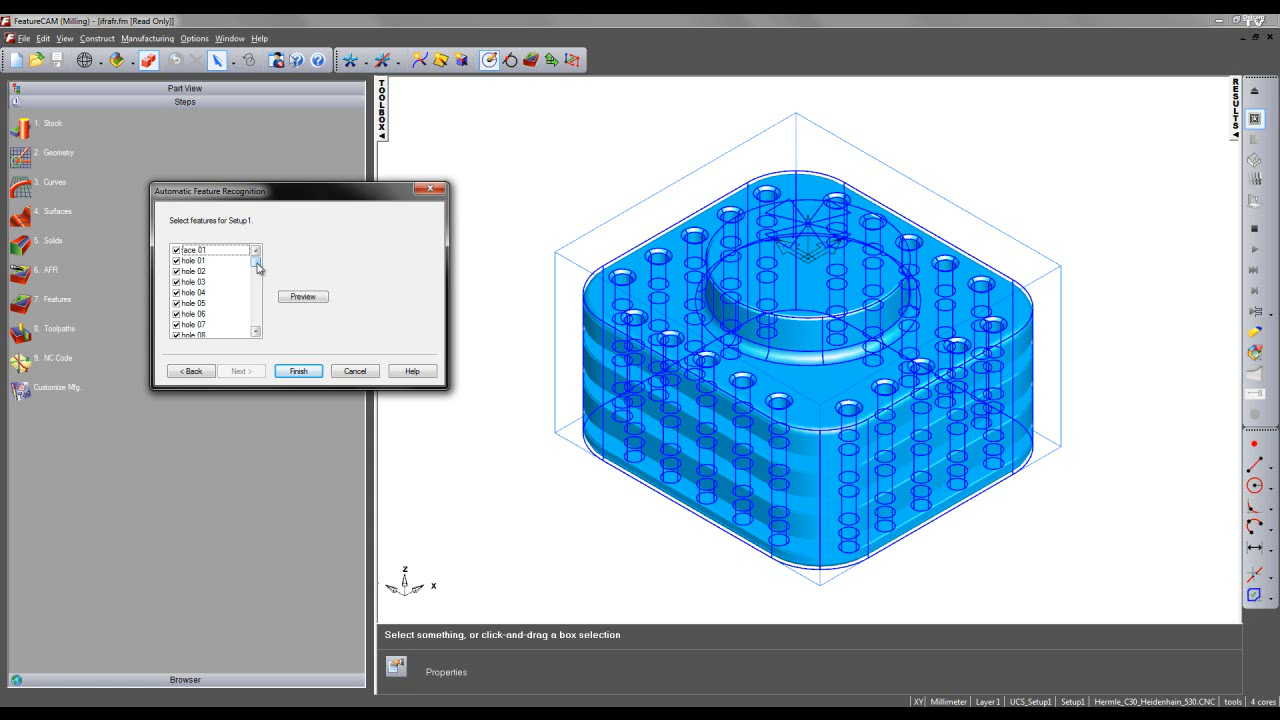 FeatureCAM (Milling) - [ifrafr.fm [Read Only]]
TV
File Edit View Construct Manufacturing Options Window Help
Part View
Steps
1. Stock
2 Geometry
3. Curves
4. Surfaces
5. Solids
6. AFR
7. Features
8. Toolpaths
9. NC Code
Customize Mfg.
Browser
Automatic Feature Recognition
Select features for Setup1.
face 01
hole 01
hole 02
hole 03
hole 04
hole 05
hole 06
hole 07
hole 08
Preview
< Back
Next >
Finish
Cancel
Help
TOOLBOX
RESULTS
Z
X
Select something, or click-and-drag a box selection
Properties
XY Millimeter Layer1 UCS_Setup1 Setup1 Hermle_C30_Heidenhain_530.CNC tools 4 cores